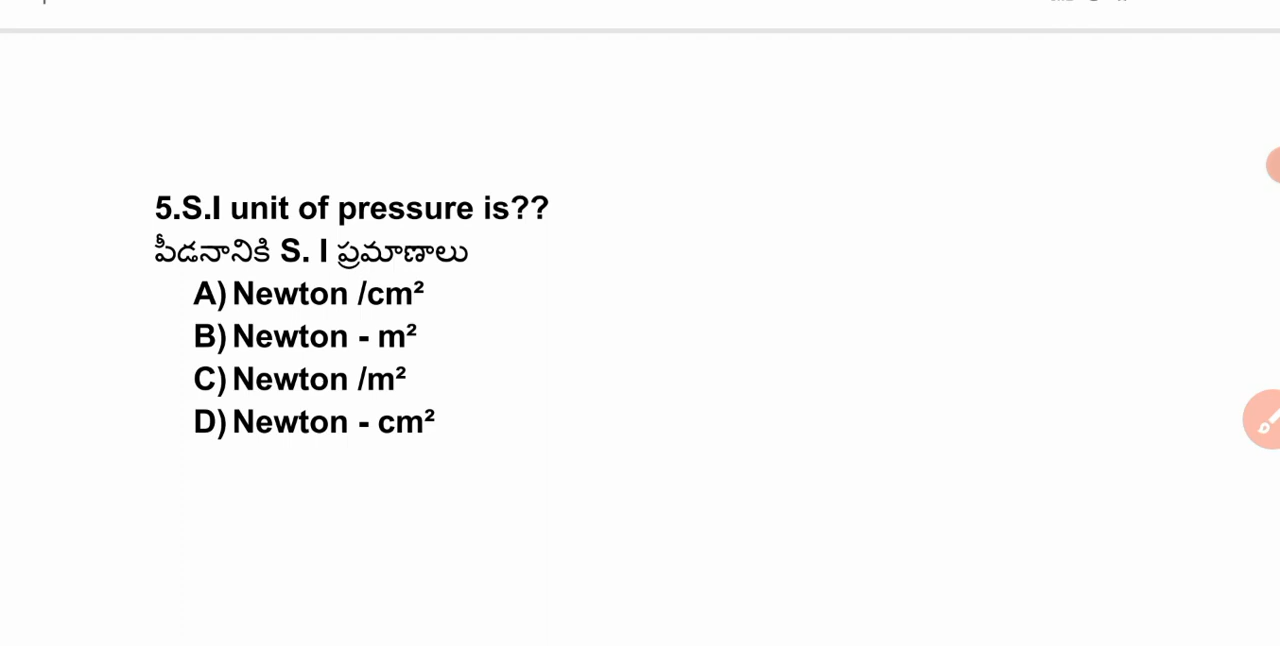 5.S.I unit of pressure is??
పీడనానికి S. I ప్రమాణాలు
A) Newton /cm²
B) Newton - m²
C) Newton /m²
D) Newton - cm²